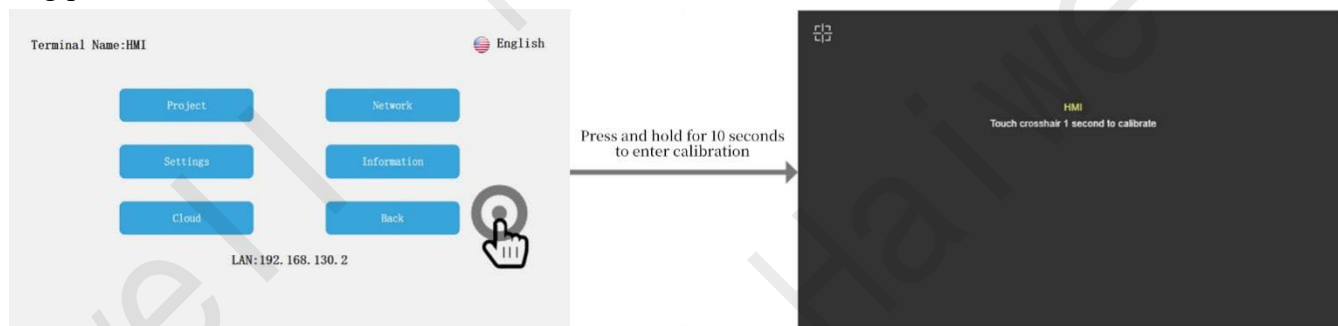 Terminal Name:HMI
English
Project
Network
Settings
Information
Cloud
Back
LAN:192. 168. 130. 2
Press and hold for 10 seconds
to enter calibration
HMI
Touch crosshair 1 second to calibrate
Haiwe